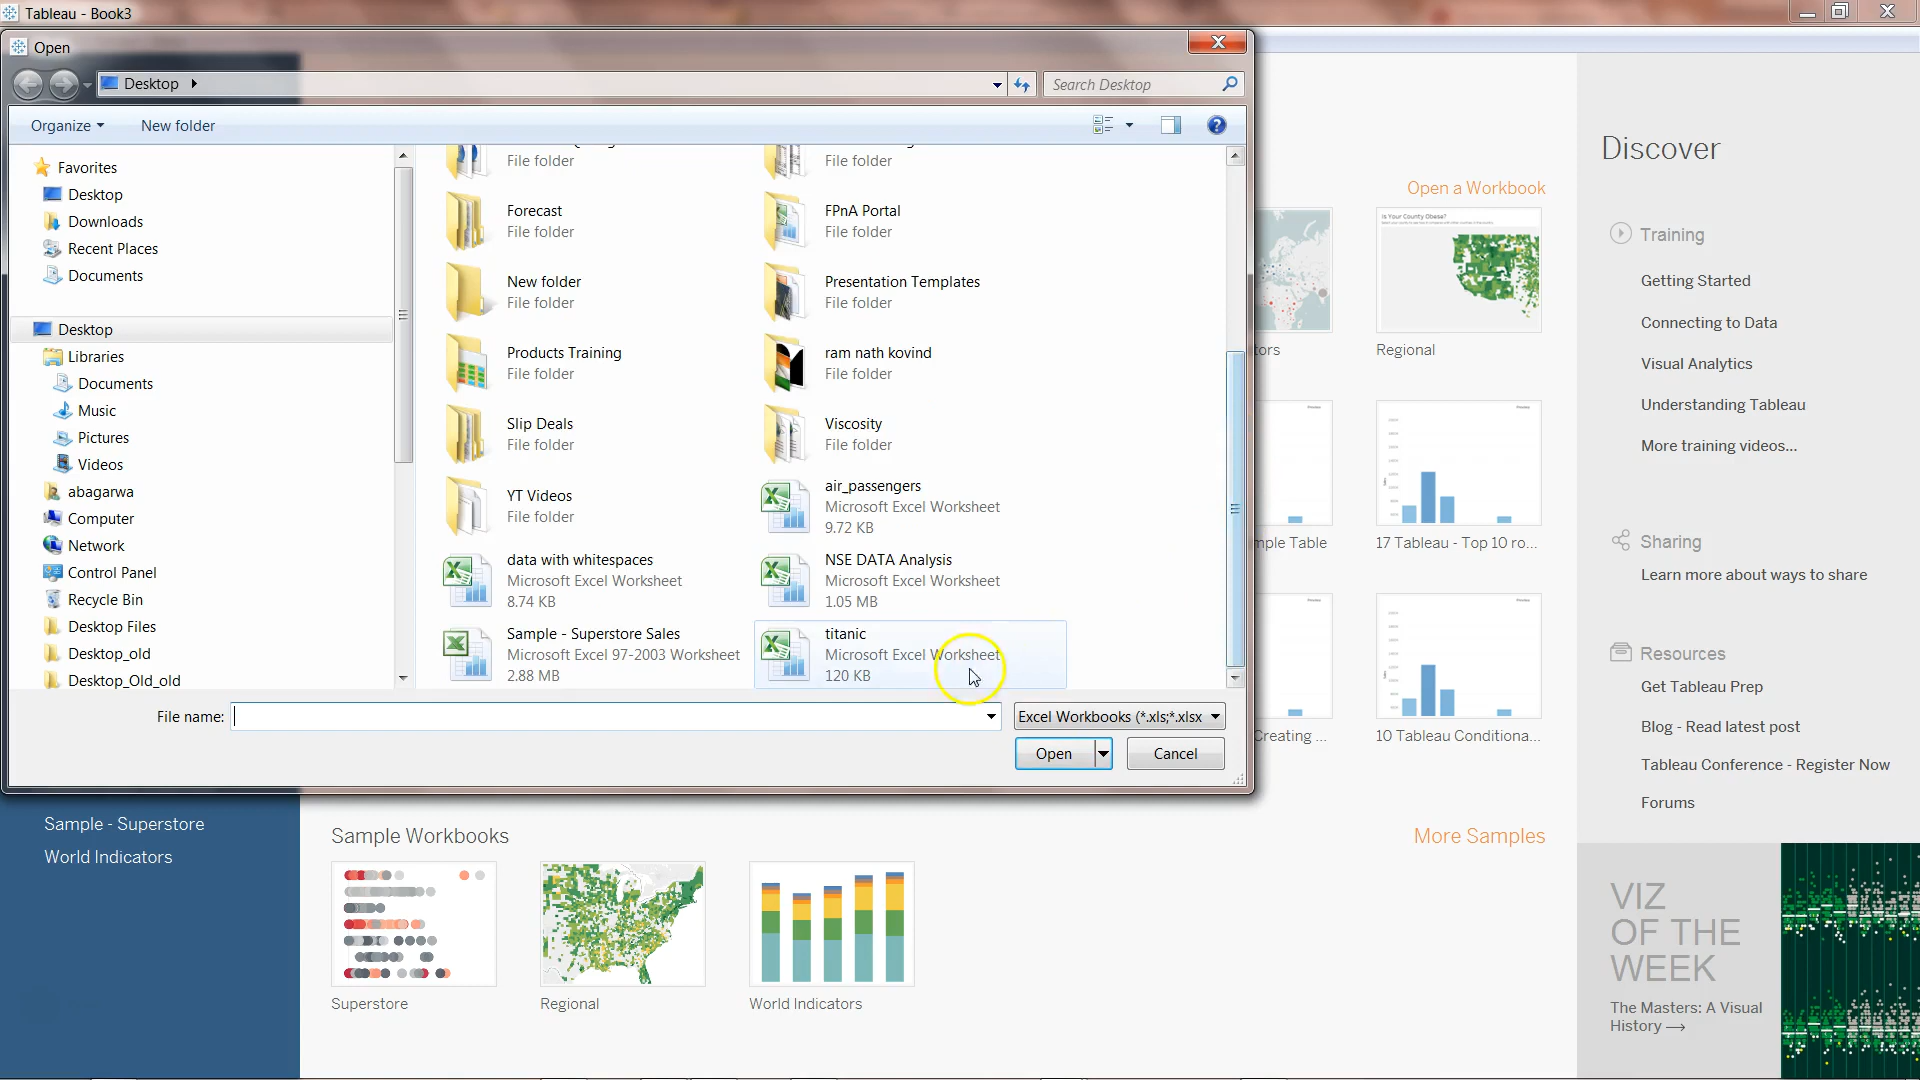 Tableau - Book3
Open
Desktop
Search Desktop
Organize
New folder
Favorites
Desktop
Downloads
Recent Places
Documents
Desktop
Libraries
Documents
Music
Pictures
Videos
abagarwa
Computer
Network
Control Panel
Recycle Bin
Desktop Files
Desktop_old
Desktop_Old_old
File folder
File folder
Forecast
File folder
FPnA Portal
File folder
New folder
File folder
Presentation Templates
File folder
Products Training
File folder
ram nath kovind
File folder
Slip Deals
File folder
Viscosity
File folder
YT Videos
File folder
air_passengers
Microsoft Excel Worksheet
9.72 KB
data with whitespaces
Microsoft Excel Worksheet
8.74 KB
NSE DATA Analysis
Microsoft Excel Worksheet
1.05 MB
Sample - Superstore Sales
Microsoft Excel 97-2003 Worksheet
2.88 MB
titanic
Microsoft Excel Worksheet
120 KB
File name:
Excel Workbooks (*.xls;*.xlsx
Open
Cancel
Open a Workbook
Is Your County Obese?
tors
Regional
mple Table
17 Tableau - Top 10 ro...
Creating ...
10 Tableau Conditiona...
Sample - Superstore
World Indicators
Sample Workbooks
More Samples
Superstore
Regional
World Indicators
Discover
Training
Getting Started
Connecting to Data
Visual Analytics
Understanding Tableau
More training videos...
Sharing
Learn more about ways to share
Resources
Get Tableau Prep
Blog - Read latest post
Tableau Conference - Register Now
Forums
VIZ
OF THE
WEEK
The Masters: A Visual
History →